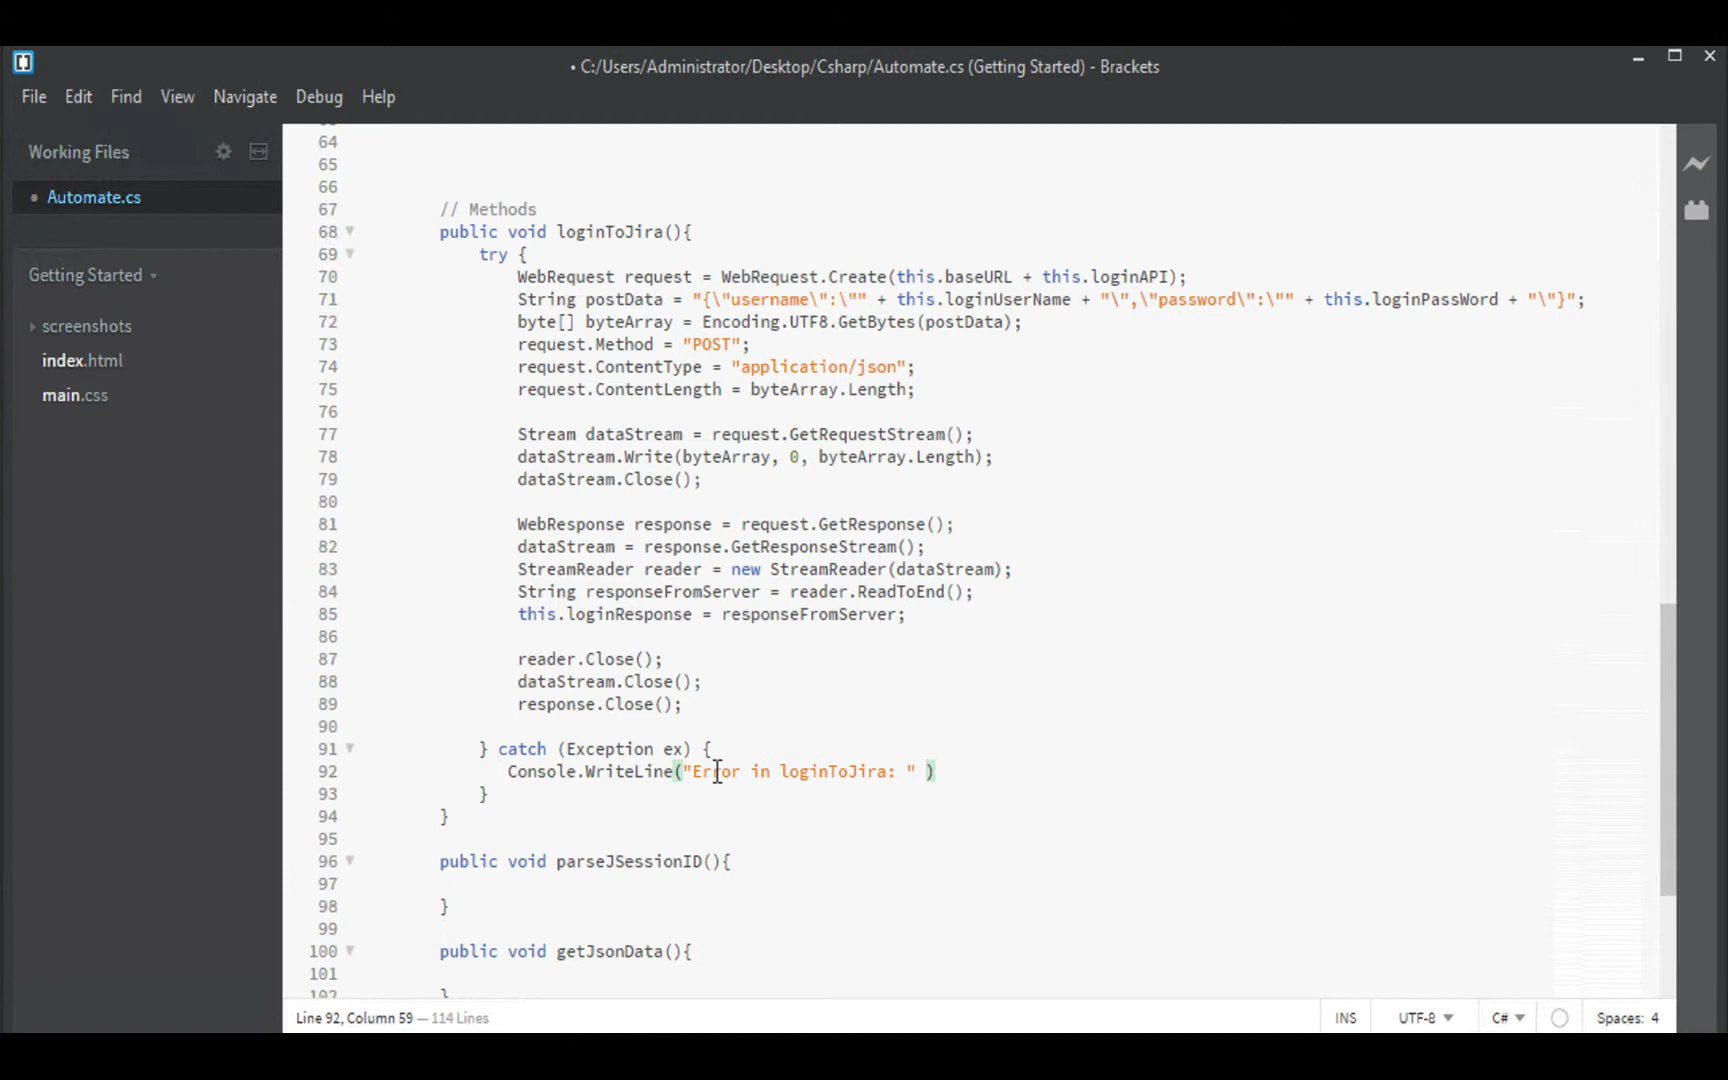 • C:/Users/Administrator/Desktop/Csharp/Automate.cs (Getting Started) - Brackets
File Edit Find View Navigate Debug Help
Working Files
• Automate.cs
Getting Started
screenshots
index.html
main.css
64
65
66
67 // Methods
68 public void loginToJira(){
69 try {
70 WebRequest request = WebRequest.Create(this.baseURL + this.loginAPI);
71 String postData = "{\"username\":\"" + this.loginUserName + "\",\"password\":\"" + this.loginPassWord + "\"}";
72 byte[] byteArray = Encoding.UTF8.GetBytes(postData);
73 request.Method = "POST";
74 request.ContentType = "application/json";
75 request.ContentLength = byteArray.Length;
76
77 Stream dataStream = request.GetRequestStream();
78 dataStream.Write(byteArray, 0, byteArray.Length);
79 dataStream.Close();
80
81 WebResponse response = request.GetResponse();
82 dataStream = response.GetResponseStream();
83 StreamReader reader = new StreamReader(dataStream);
84 String responseFromServer = reader.ReadToEnd();
85 this.loginResponse = responseFromServer;
86
87 reader.Close();
88 dataStream.Close();
89 response.Close();
90
91 } catch (Exception ex) {
92 Console.WriteLine("Error in loginToJira: " )
93 }
94 }
95
96 public void parseJSessionID(){
97
98 }
99
100 public void getJsonData(){
101
102 }
Line 92, Column 59 — 114 Lines
INS UTF-8 C# Spaces: 4